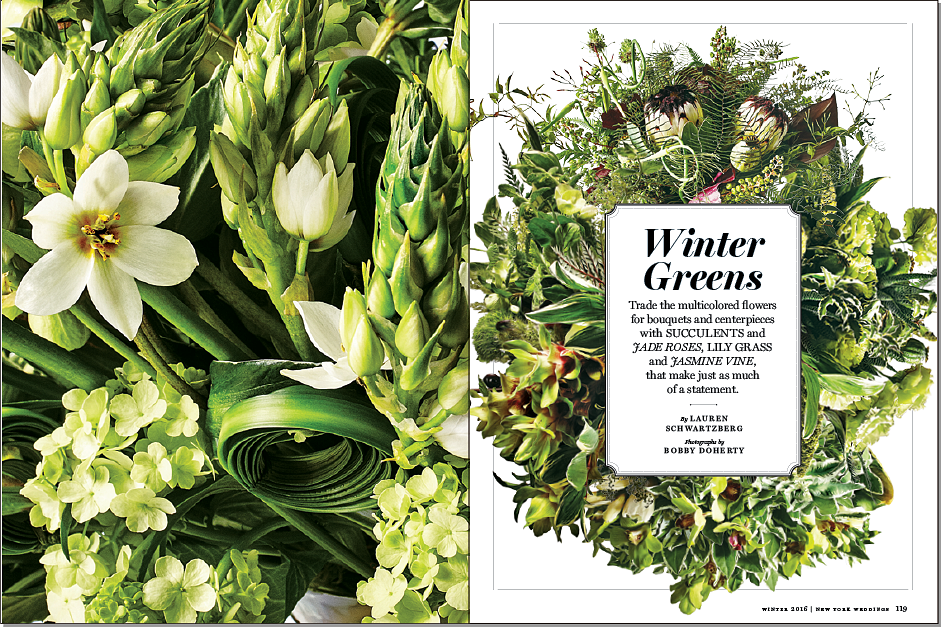 Winter
Greens
Trade the multicolored flowers
for bouquets and centerpieces
with SUCCULENTS and
JADE ROSES, LILY GRASS
and JASMINE VINE,
that make just as much
of a statement.
By LAUREN
SCHWARTZBERG
Photographs by
BOBBY DOHERTY
WINTER 2016 | NEW YORK WEDDINGS 119